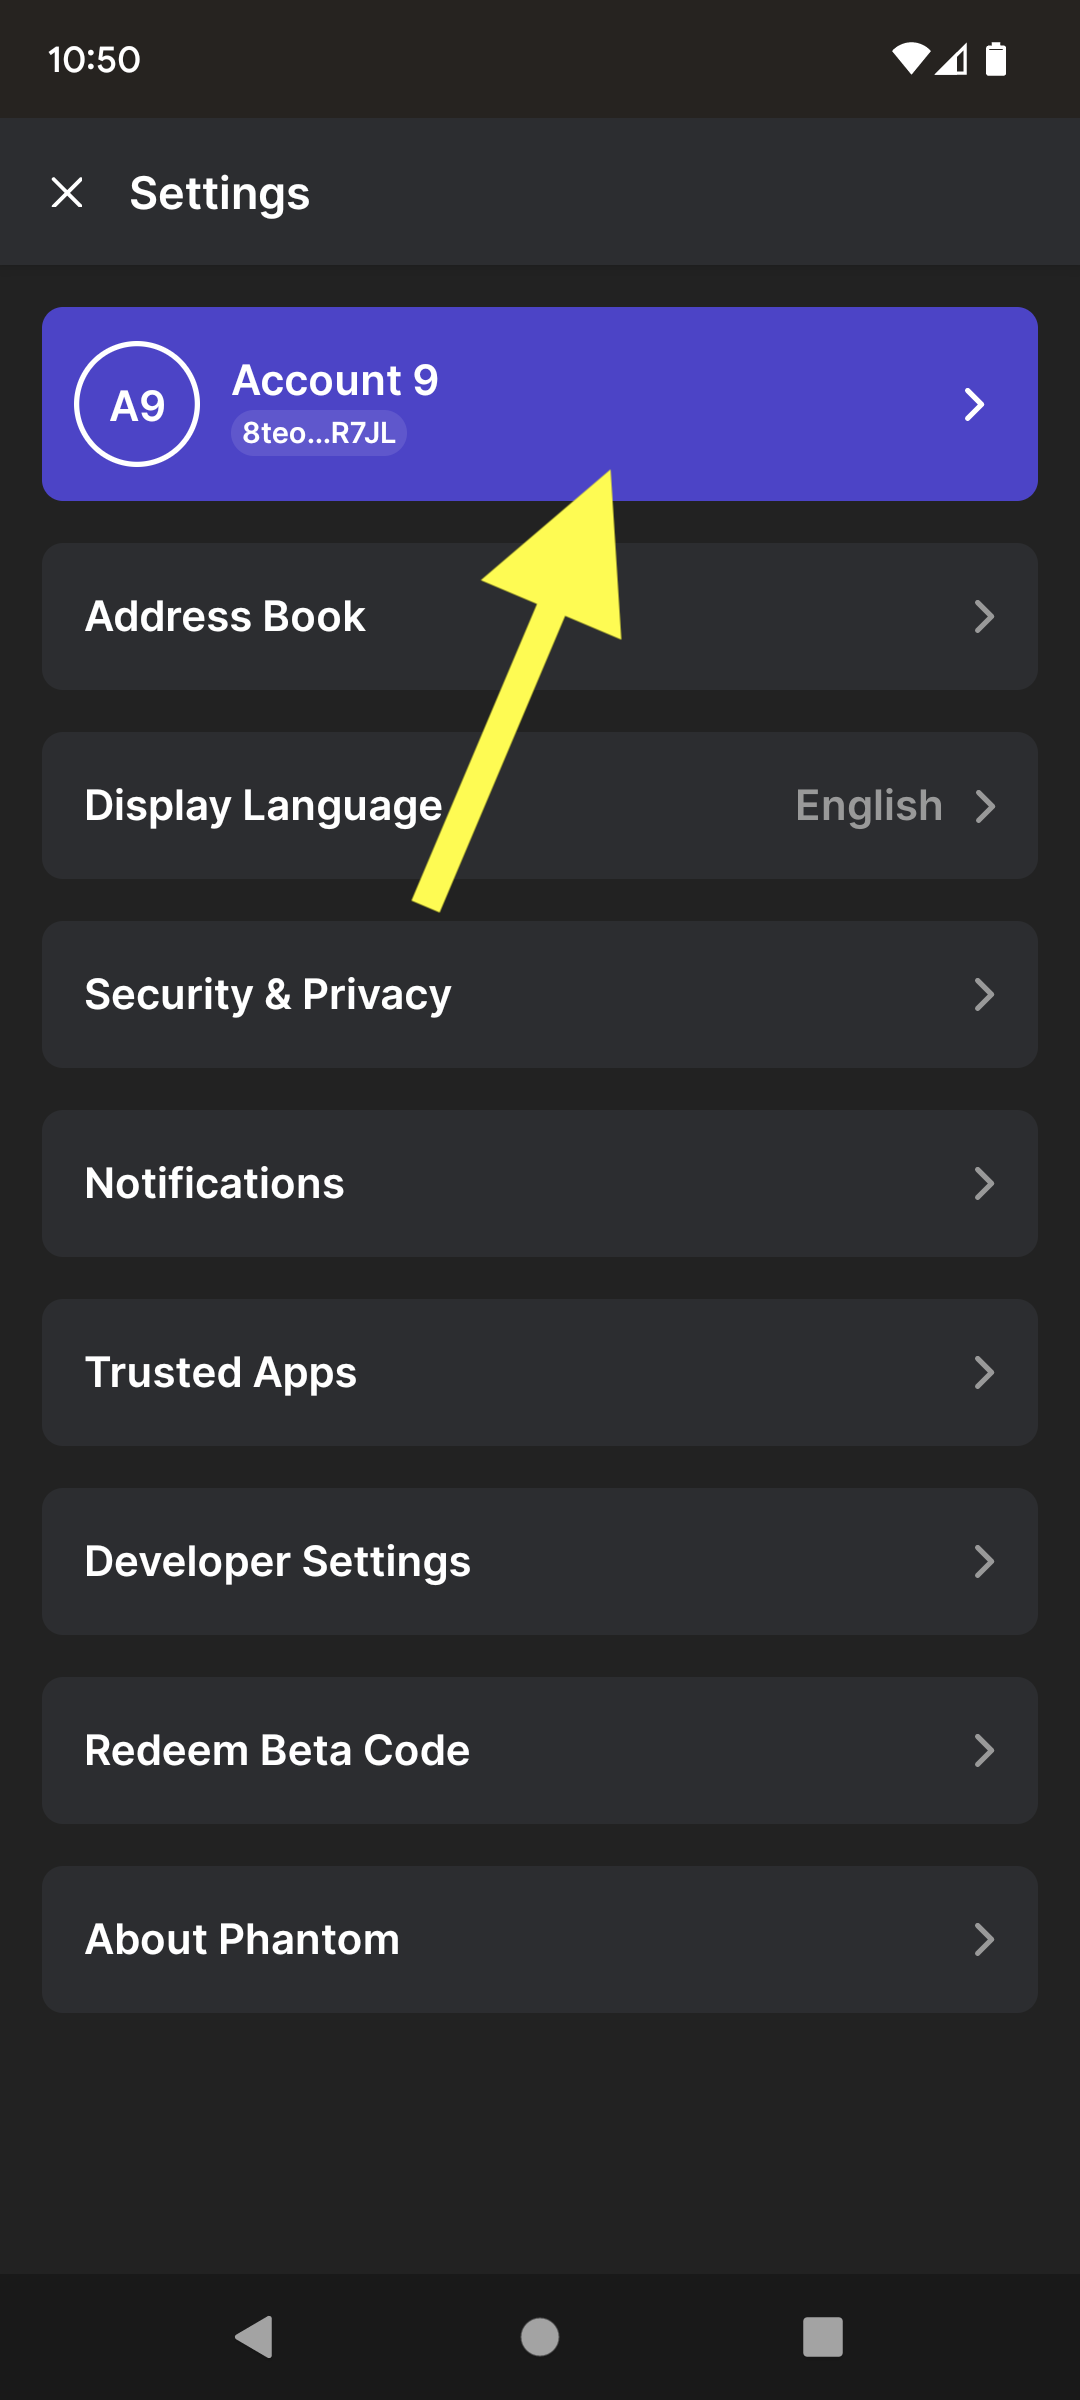 10:50
Settings
A9
Account 9
8teo...R7JL
Address Book
Display Language
English
Security & Privacy
Notifications
Trusted Apps
Developer Settings
Redeem Beta Code
About Phantom